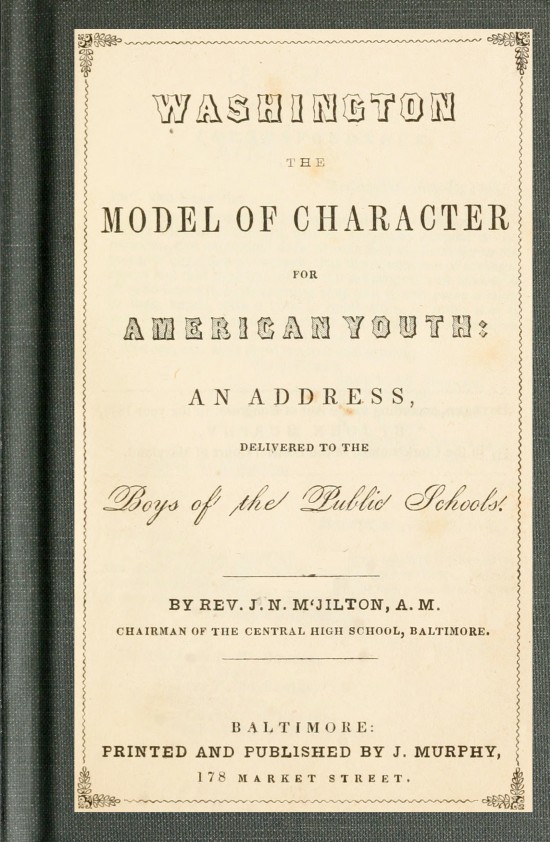 WASHINGTON
THE
MODEL OF CHARACTER
FOR
AMERICAN YOUTH:
AN ADDRESS,
DELIVERED TO THE
Boys of the Public Schools.
BY REV. J. N. M‘JILTON, A. M.
CHAIRMAN OF THE CENTRAL HIGH SCHOOL, BALTIMORE.
BALTIMORE:
PRINTED AND PUBLISHED BY J. MURPHY,
178 MARKET STREET.